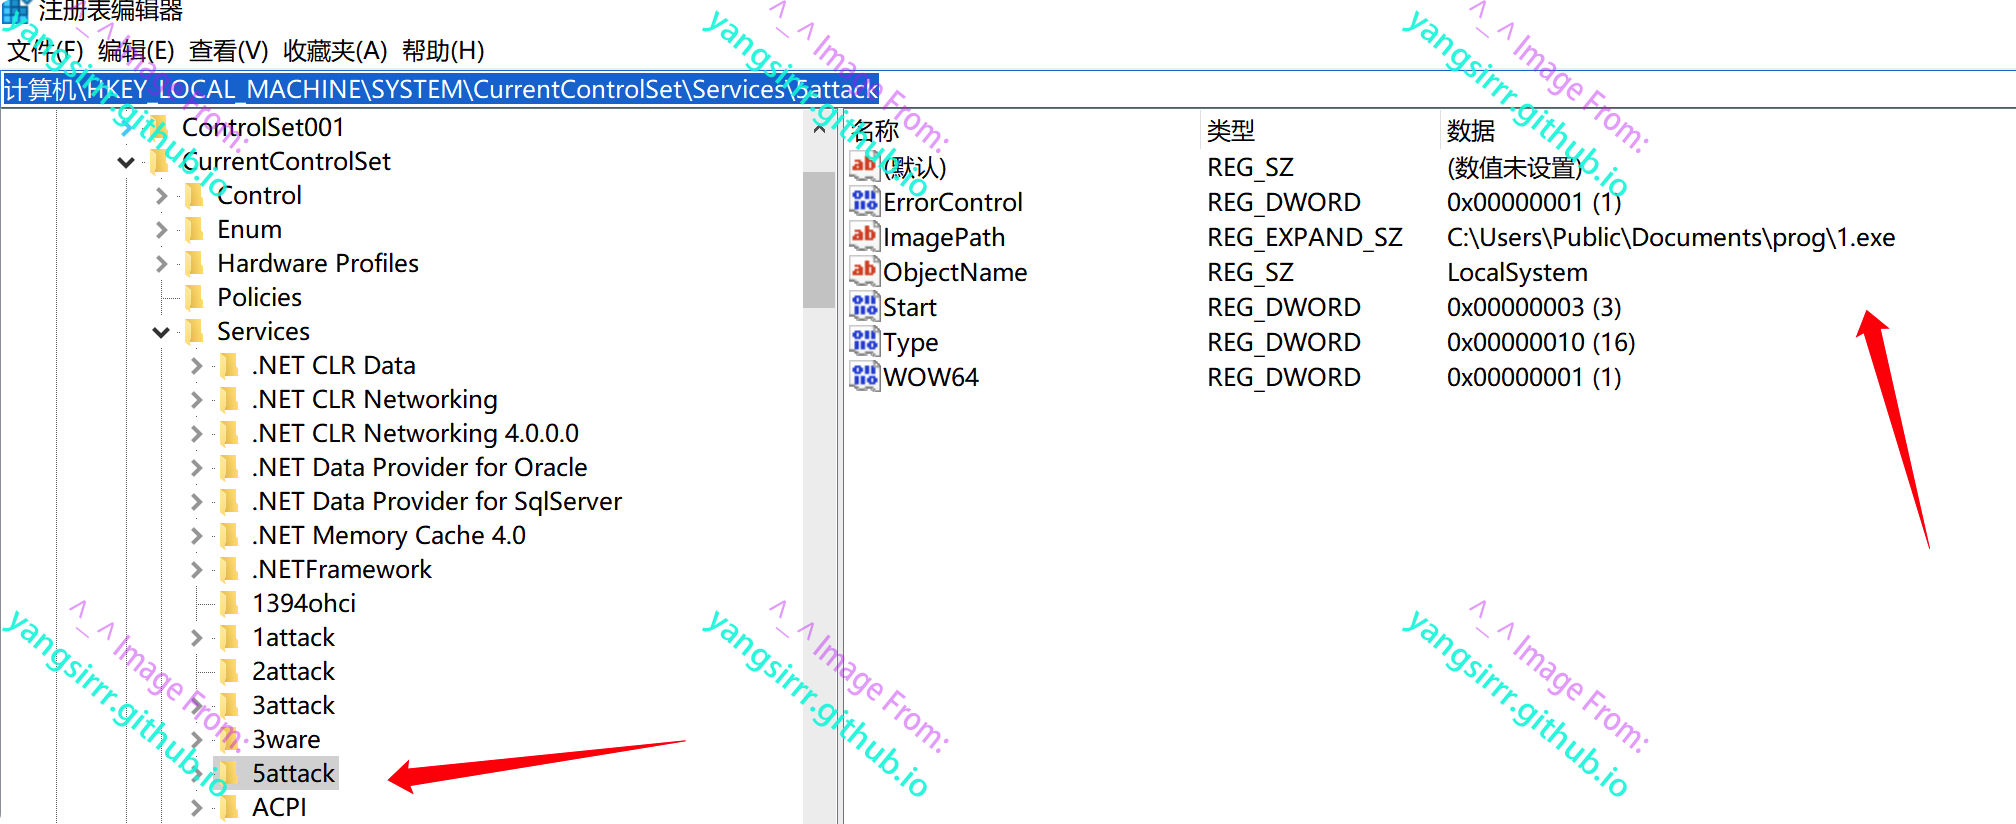 注册表编辑器
文件(F) 编辑(E) 查看(V) 收藏夹(A) 帮助(H)
计算机\HKEY_LOCAL_MACHINE\SYSTEM\CurrentControlSet\Services\5attack
ControlSet001
CurrentControlSet
Control
Enum
Hardware Profiles
Policies
Services
.NET CLR Data
.NET CLR Networking
.NET CLR Networking 4.0.0.0
.NET Data Provider for Oracle
.NET Data Provider for SqlServer
.NET Memory Cache 4.0
.NETFramework
1394ohci
1attack
2attack
3attack
3ware
5attack
ACPI
名称 类型 数据
(默认) REG_SZ (数值未设置)
ErrorControl REG_DWORD 0x00000001 (1)
ImagePath REG_EXPAND_SZ C:\Users\Public\Documents\prog\1.exe
ObjectName REG_SZ LocalSystem
Start REG_DWORD 0x00000003 (3)
Type REG_DWORD 0x00000010 (16)
WOW64 REG_DWORD 0x00000001 (1)
^_^ Image From:
yangsirrr.github.io
^_^ Image From:
yangsirrr.github.io
^_^ Image From:
yangsirrr.github.io
^_^ Image From:
yangsirrr.github.io
^_^ Image From:
yangsirrr.github.io
^_^ Image From:
yangsirrr.github.io